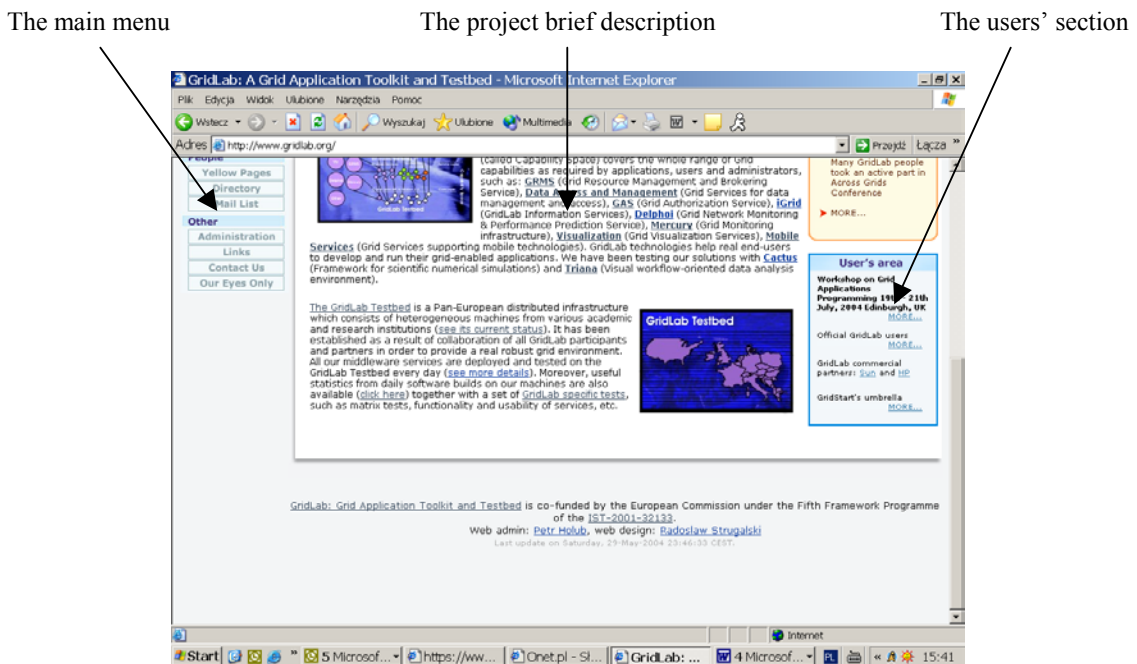 The main menu
The project brief description
The users’ section
GridLab: A Grid Application Toolkit and Testbed - Microsoft Internet Explorer
Plik Edycja Widok Ulubione Narzędzia Pomoc
Wstecz Wyszukaj Ulubione Multimedia
Adres http://www.gridlab.org/ Przejdź Łącza »
People
Yellow Pages
Directory
Mail List
Other
Administration
Links
Contact Us
Our Eyes Only
GridLab Testbed
(called Capability Space) covers the whole range of Grid
capabilities as required by applications, users and administrators,
such as: GRMS (Grid Resource Management and Brokering
Service), Data Access and Management (Grid Services for data
management and access), GAS (Grid Authorization Service), iGrid
(GridLab Information Services), Delphoi (Grid Network Monitoring
& Performance Prediction Service), Mercury (Grid Monitoring
infrastructure), Visualization (Grid Visualization Services), Mobile
Services (Grid Services supporting mobile technologies). GridLab technologies help real end-users
to develop and run their grid-enabled applications. We have been testing our solutions with Cactus
(Framework for scientific numerical simulations) and Triana (Visual workflow-oriented data analysis
environment).
The GridLab Testbed is a Pan-European distributed infrastructure
which consists of heterogeneous machines from various academic
and research institutions (see its current status). It has been
established as a result of collaboration of all GridLab participants
and partners in order to provide a real robust grid environment.
All our middleware services are deployed and tested on the
GridLab Testbed every day (see more details). Moreover, useful
statistics from daily software builds on our machines are also
available (click here) together with a set of GridLab specific tests,
such as matrix tests, functionality and usability of services, etc.
GridLab Testbed
Many GridLab people
took an active part in
Across Grids
Conference
MORE...
User's area
Workshop on Grid
Applications
Programming 19th - 21th
July, 2004 Edinburgh, UK
MORE...
Official GridLab users
MORE...
GridLab commercial
partners: Sun and HP
GridStart's umbrella
MORE...
GridLab: Grid Application Toolkit and Testbed is co-funded by the European Commission under the Fifth Framework Programme
of the IST-2001-32133.
Web admin: Petr Holub, web design: Radoslaw Strugalski
Last update on Saturday, 29-May-2004 23:46:33 CEST.
Internet
Start » 5 Microsof... https://ww... Onet.pl - Sł... GridLab: ... 4 Microsof... PL « 15:41